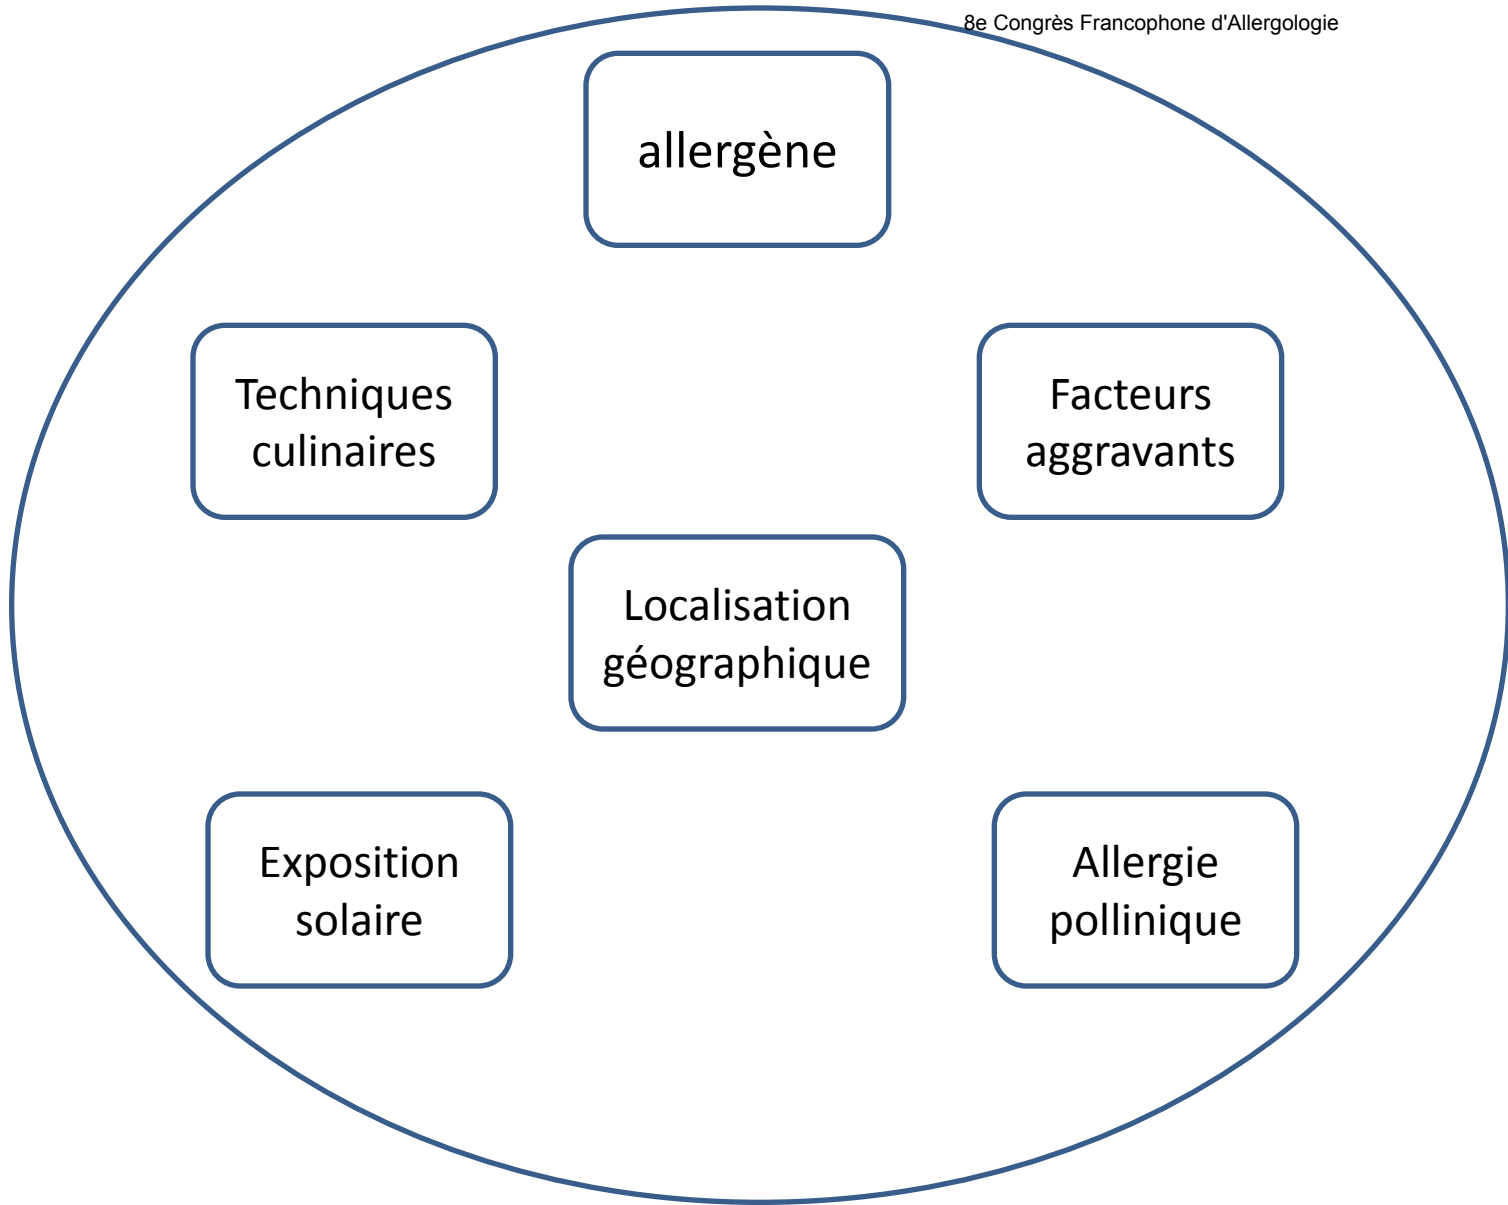 8e Congrès Francophone d'Allergologie
allergène
Techniques
culinaires
Facteurs
aggravants
Localisation
géographique
Exposition
solaire
Allergie
pollinique